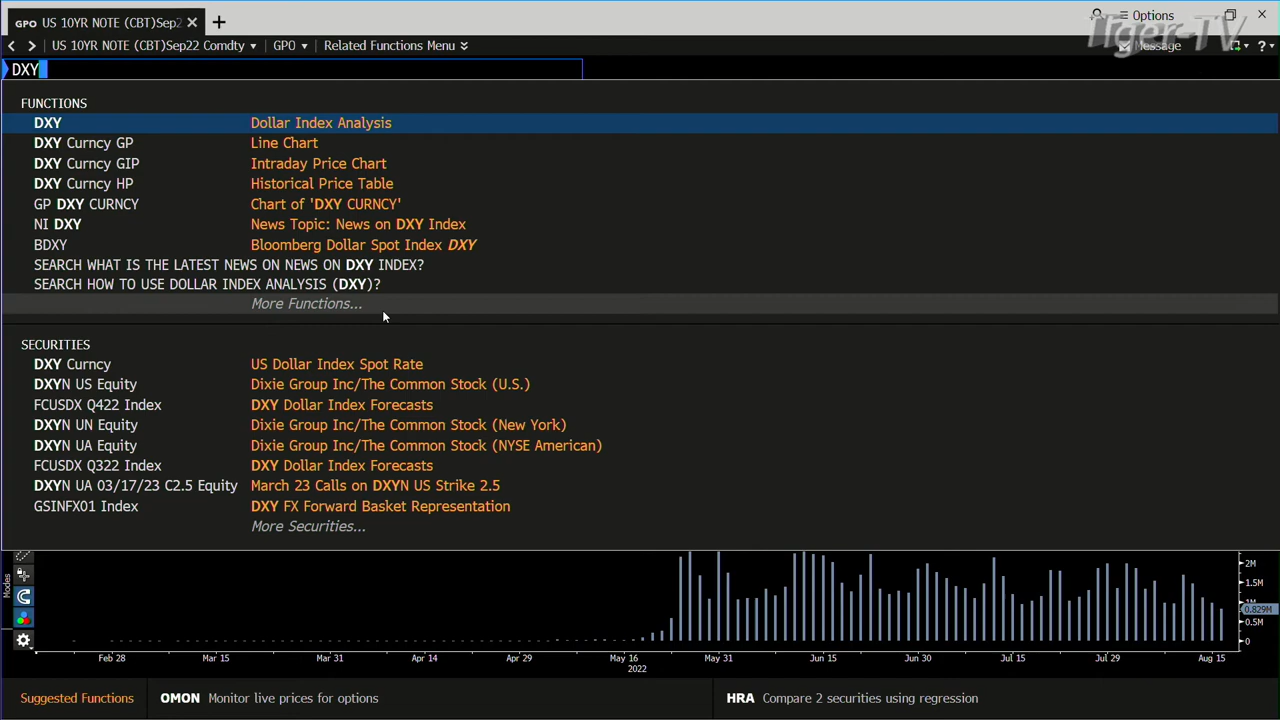 GPO US 10YR NOTE (CBT)Sep22
Options
Tiger-TV
US 10YR NOTE (CBT)Sep22 Comdty GPO Related Functions Menu
Message ?
DXY
FUNCTIONS
DXY Dollar Index Analysis
DXY Curncy GP Line Chart
DXY Curncy GIP Intraday Price Chart
DXY Curncy HP Historical Price Table
GP DXY CURNCY Chart of 'DXY CURNCY'
NI DXY News Topic: News on DXY Index
BDXY Bloomberg Dollar Spot Index DXY
SEARCH WHAT IS THE LATEST NEWS ON NEWS ON DXY INDEX?
SEARCH HOW TO USE DOLLAR INDEX ANALYSIS (DXY)?
More Functions...
SECURITIES
DXY Curncy US Dollar Index Spot Rate
DXYN US Equity Dixie Group Inc/The Common Stock (U.S.)
FCUSDX Q422 Index DXY Dollar Index Forecasts
DXYN UN Equity Dixie Group Inc/The Common Stock (New York)
DXYN UA Equity Dixie Group Inc/The Common Stock (NYSE American)
FCUSDX Q322 Index DXY Dollar Index Forecasts
DXYN UA 03/17/23 C2.5 Equity March 23 Calls on DXYN US Strike 2.5
GSINFX01 Index DXY FX Forward Basket Representation
More Securities...
Modes
2M
1.5M
0.829M
0.5M
0
Feb 28 Mar 15 Mar 31 Apr 14 Apr 29 May 16 May 31 Jun 15 Jun 30 Jul 15 Jul 29 Aug 15
2022
Suggested Functions OMON Monitor live prices for options HRA Compare 2 securities using regression